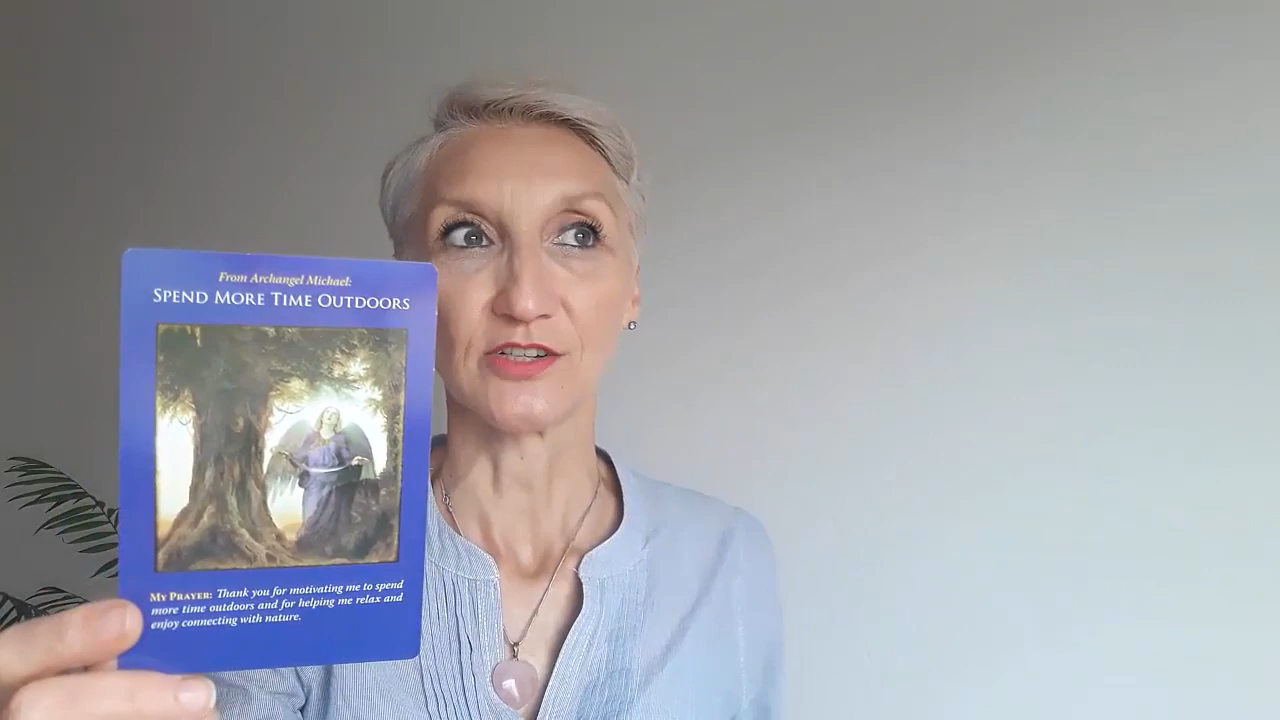 From Archangel Michael:
Spend More Time Outdoors
My Prayer: Thank you for motivating me to spend
more time outdoors and for helping me relax and
enjoy connecting with nature.